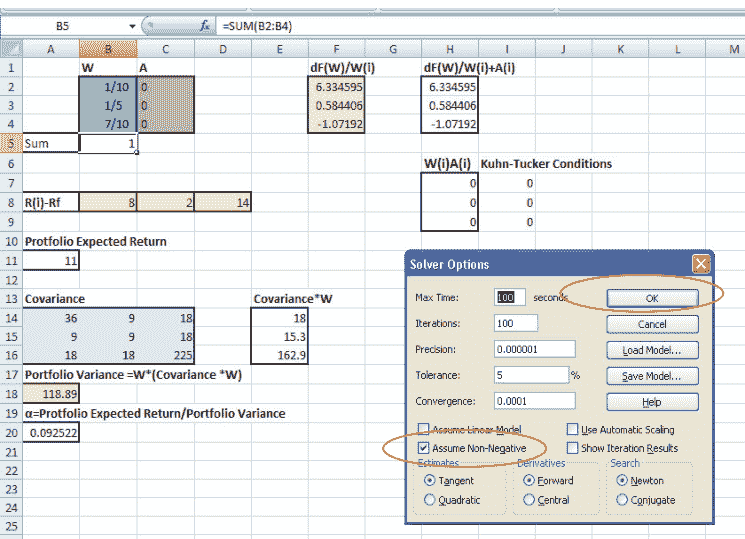 B5 fx =SUM(B2:B4)
A B C D E F G H I J K L M
1 W A dF(W)/W(i) dF(W)/W(i)+A(i)
2 1/10 0 6.334595 6.334595
3 1/5 0 0.584406 0.584406
4 7/10 0 -1.07192 -1.07192
5 Sum 1
6 W(i)A(i) Kuhn-Tucker Conditions
7 0 0
8 R(i)-Rf 8 2 14 0 0
9 0 0
10 Protfolio Expected Return
11 11
12
13 Covariance Covariance*W
14 36 9 18 18
15 9 9 18 15.3
16 18 18 225 162.9
17 Portfolio Variance =W*(Covariance *W)
18 118.89
19 α=Protfolio Expected Return/Portfolio Variance
20 0.092522
21
22
23
24
25
Solver Options
Max Time: 100 seconds OK
Iterations: 100 Cancel
Precision: 0.000001 Load Model...
Tolerance: 5 % Save Model...
Convergence: 0.0001 Help
Assume Linear Model Use Automatic Scaling
Assume Non-Negative Show Iteration Results
Estimates Derivatives Search
Tangent Forward Newton
Quadratic Central Conjugate